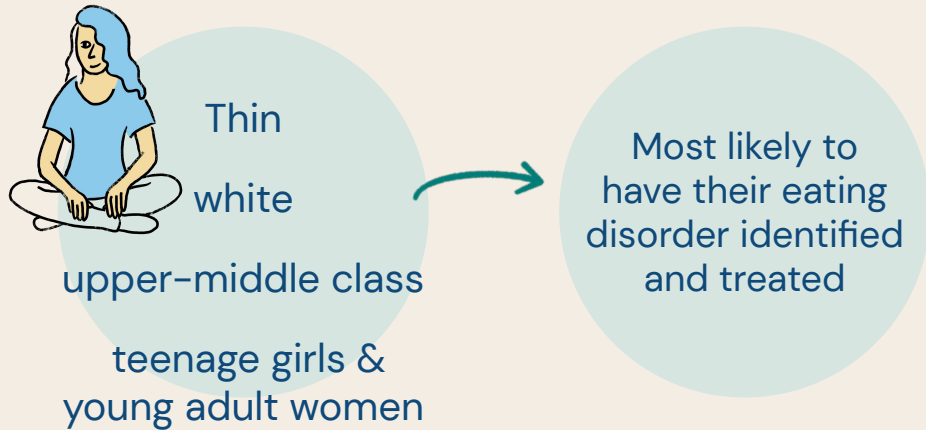 Thin
white
upper-middle class
teenage girls &
young adult women
Most likely to
have their eating
disorder identified
and treated